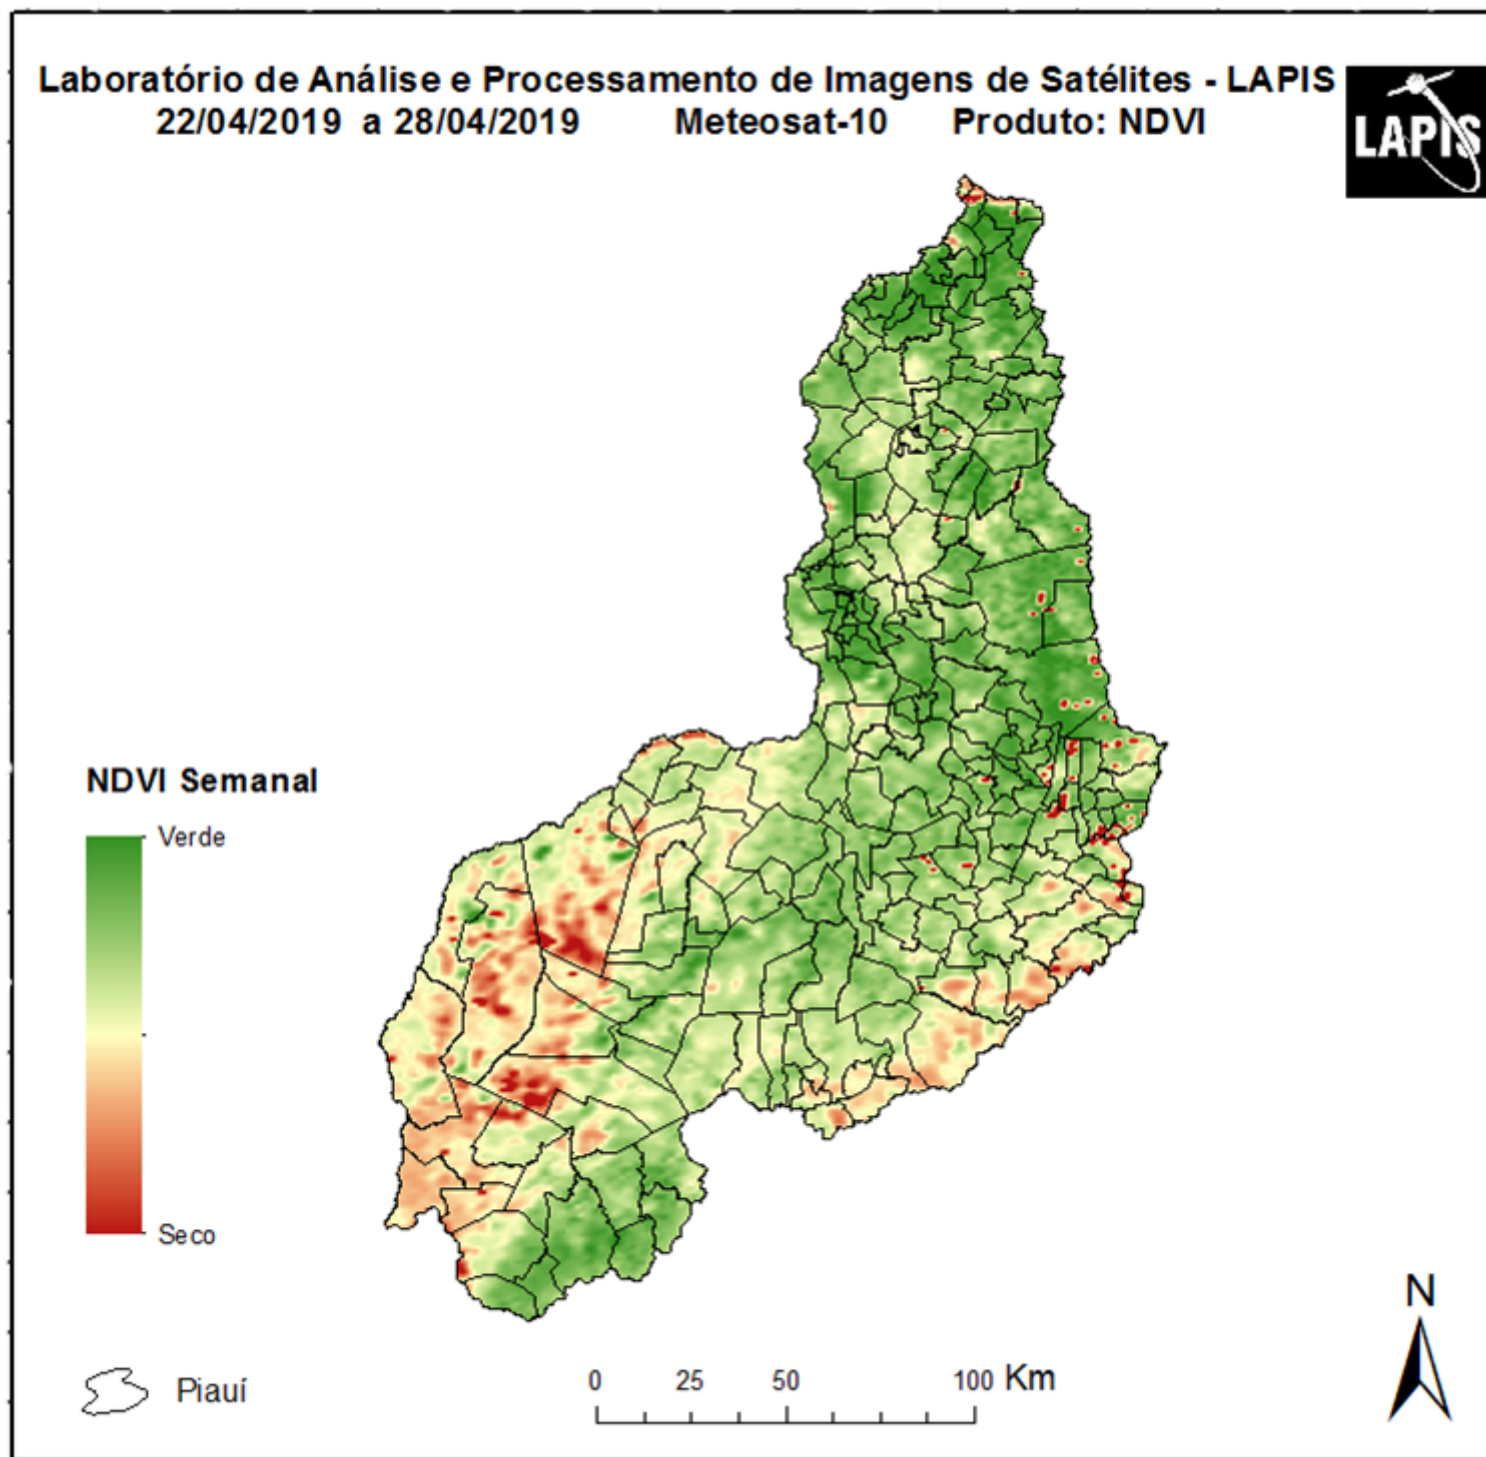 Laboratório de Análise e Processamento de Imagens de Satélites - LAPIS
22/04/2019 a 28/04/2019 Meteosat-10 Produto: NDVI
LAPIS
NDVI Semanal
Verde
Seco
Piauí
0 25 50 100 Km
N